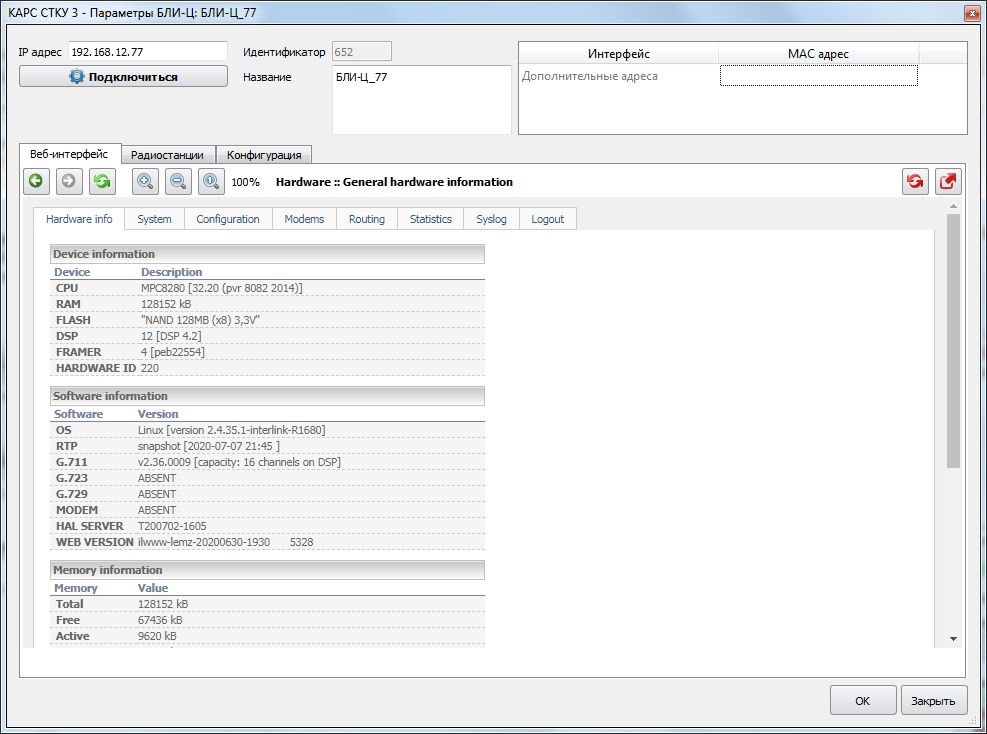 КАРС СТКУ 3 - Параметры БЛИ-Ц: БЛИ-Ц_77
IP адрес 192.168.12.77 Идентификатор 652 Интерфейс MAC адрес
Подключиться Название БЛИ-Ц_77 Дополнительные адреса
Веб-интерфейс Радиостанции Конфигурация
100% Hardware :: General hardware information
Hardware info System Configuration Modems Routing Statistics Syslog Logout
Device information
Device Description
CPU MPC8280 [32.20 (pvr 8082 2014)]
RAM 128152 kB
FLASH "NAND 128MB (x8) 3,3V"
DSP 12 [DSP 4.2]
FRAMER 4 [peb22554]
HARDWARE ID 220
Software information
Software Version
OS Linux [version 2.4.35.1-interlink-R1680]
RTP snapshot [2020-07-07 21:45 ]
G.711 v2.36.0009 [capacity: 16 channels on DSP]
G.723 ABSENT
G.729 ABSENT
MODEM ABSENT
HAL SERVER T200702-1605
WEB VERSION ilwww-lemz-20200630-1930 5328
Memory information
Memory Value
Total 128152 kB
Free 67436 kB
Active 9620 kB
OK Закрыть